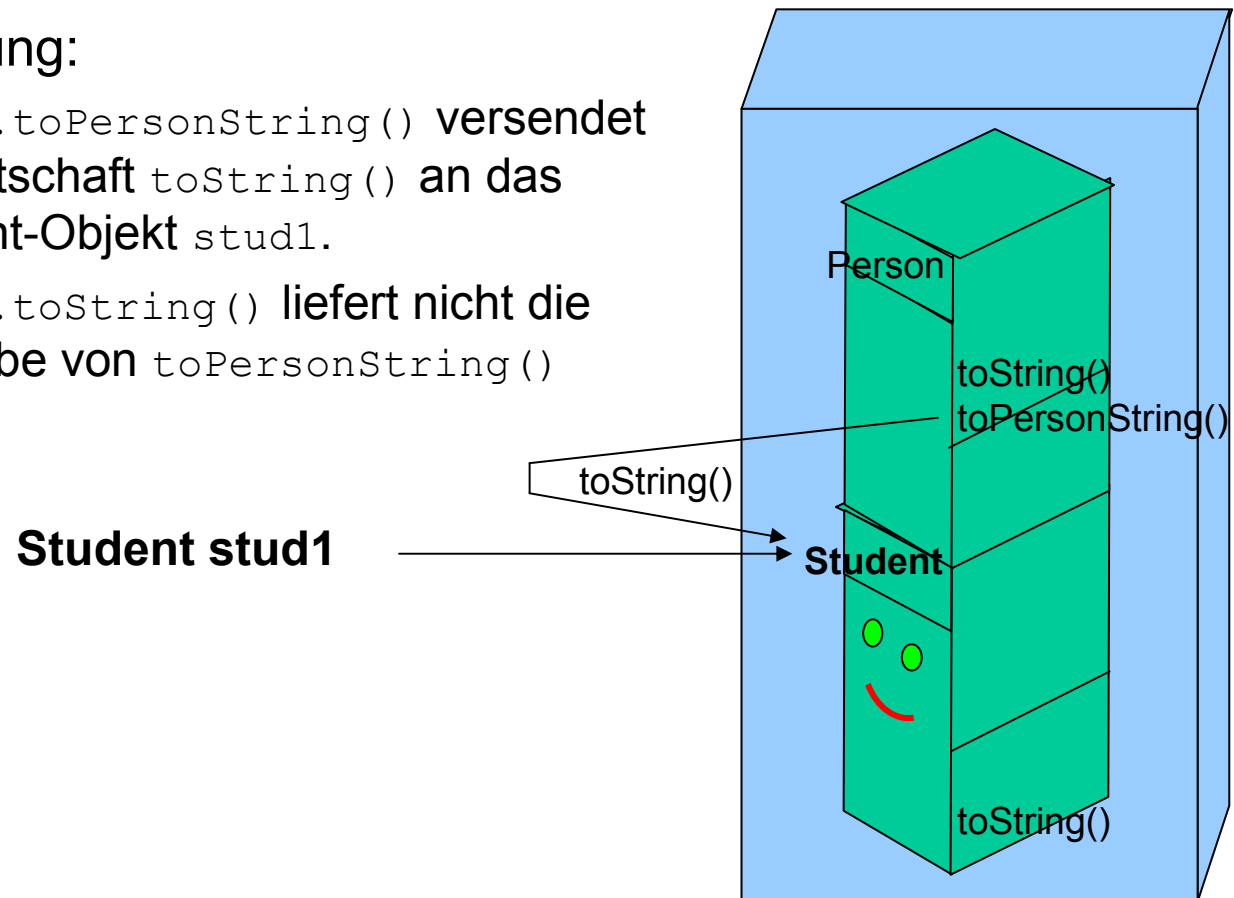 ung:
.toPersonString() versendet
tschaft toString() an das
nt-Objekt stud1.
.toString() liefert nicht die
be von toPersonString()
Person
toString()
toPersonString()
toString()
Student stud1
Student
toString()